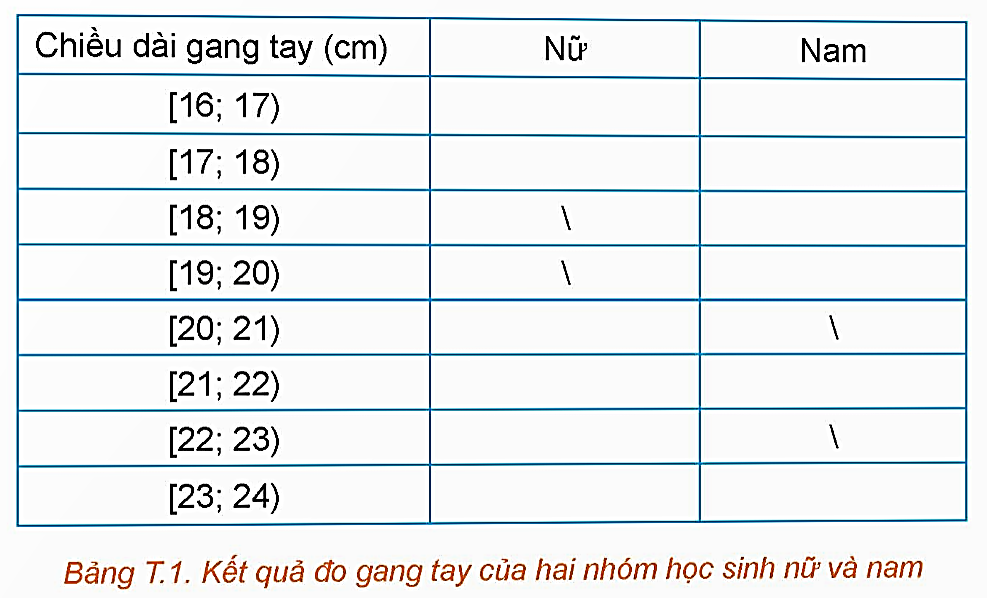 Chiều dài gang tay (cm) Nữ Nam
[16; 17)
[17; 18)
[18; 19) \
[19; 20) \
[20; 21) \
[21; 22)
[22; 23) \
[23; 24)
Bảng T.1. Kết quả đo gang tay của hai nhóm học sinh nữ và nam